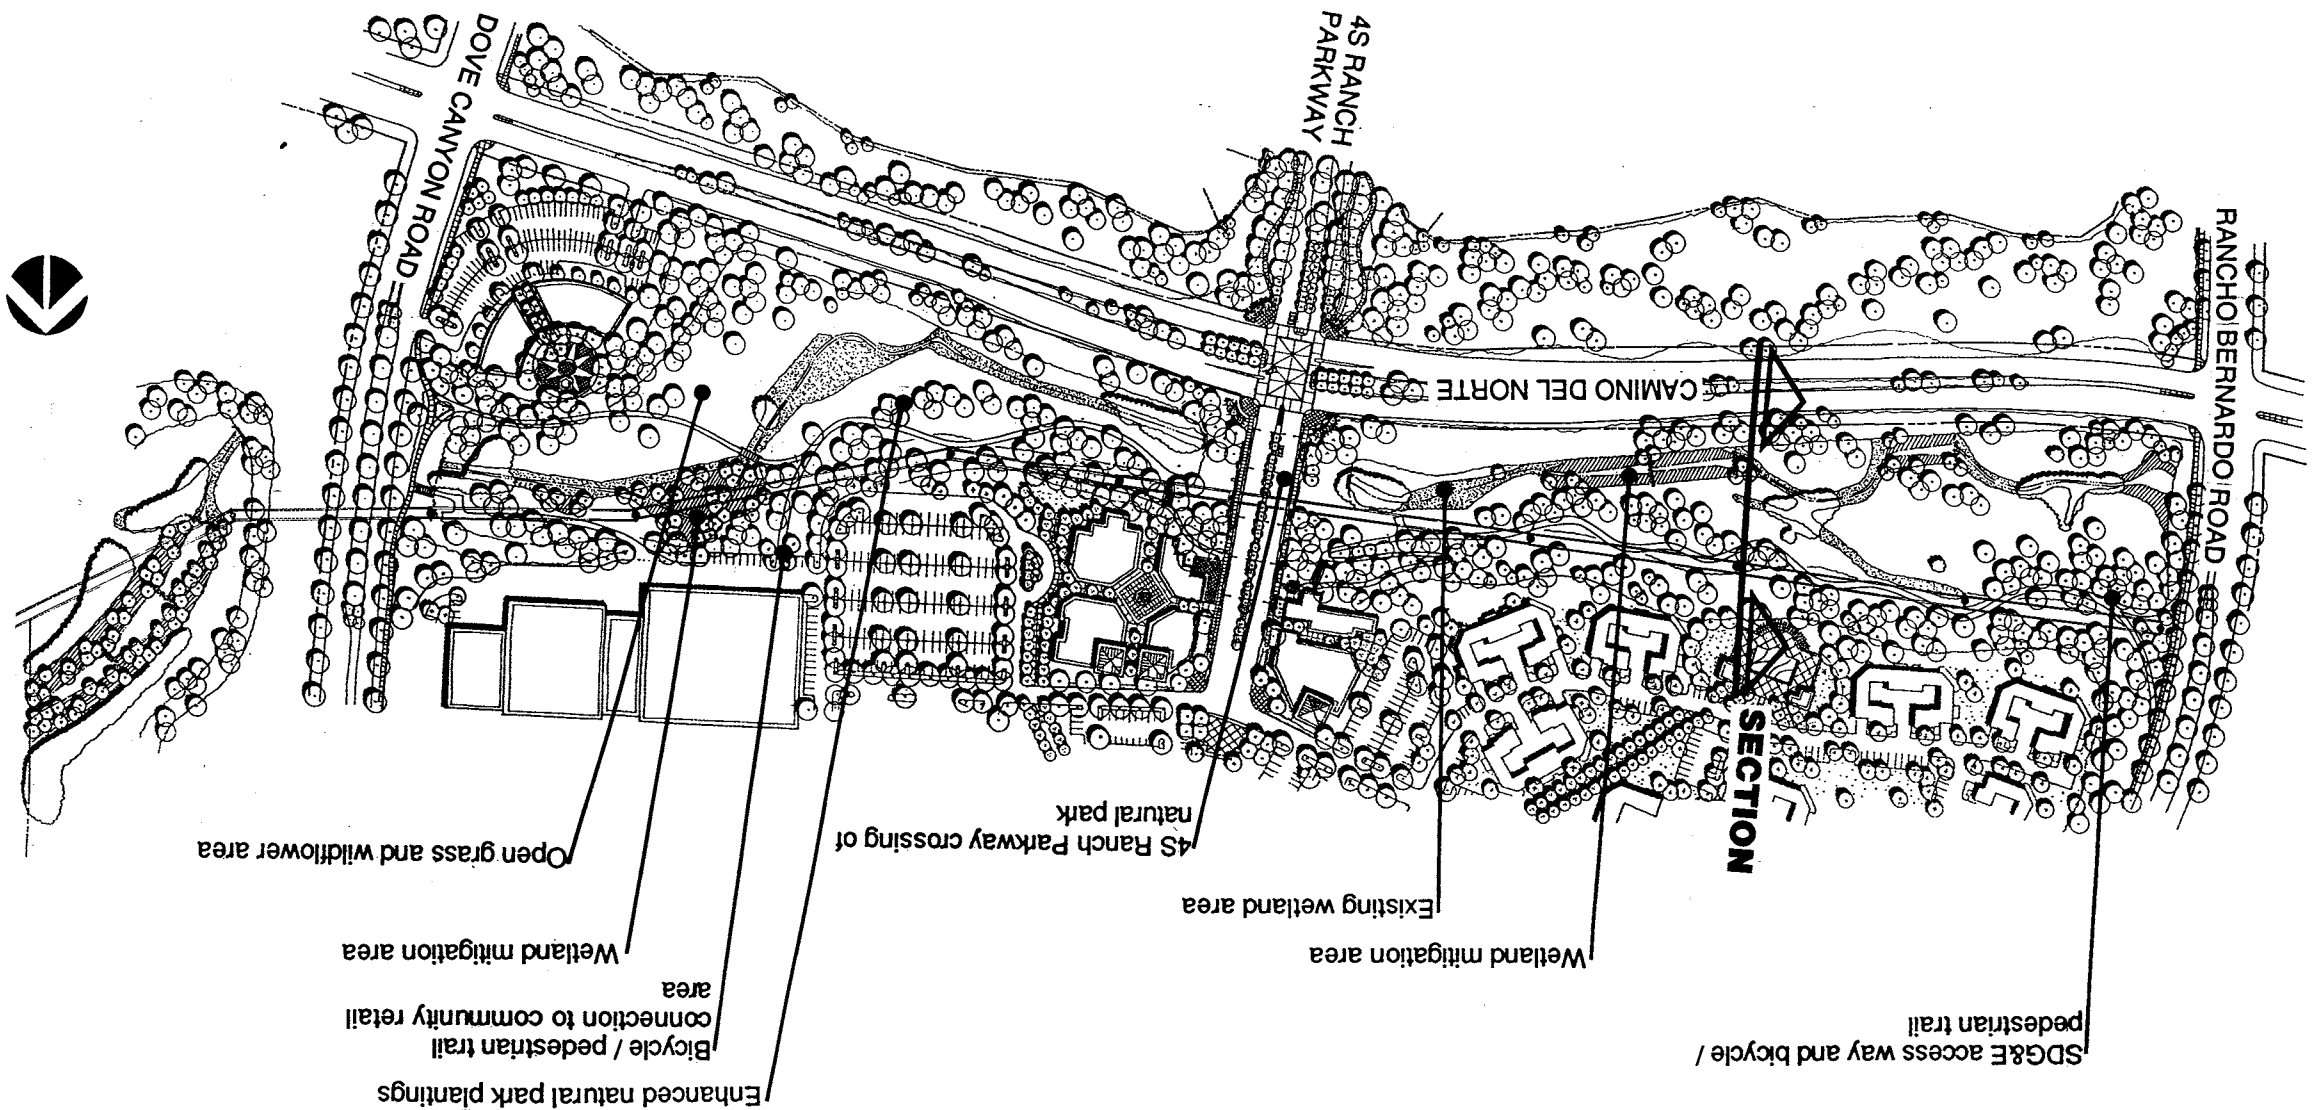 DOVE CANYON ROAD
4S RANCH
PARKWAY
RANCHO BERNARDO ROAD
CAMINO DEL NORTE
SECTION
Open grass and wildflower area
Wetland mitigation area
Bicycle / pedestrian trail
connection to community retail
area
Enhanced natural park plantings
4S Ranch Parkway crossing of
natural park
Existing wetland area
Wetland mitigation area
SDG&E access way and bicycle /
pedestrian trail